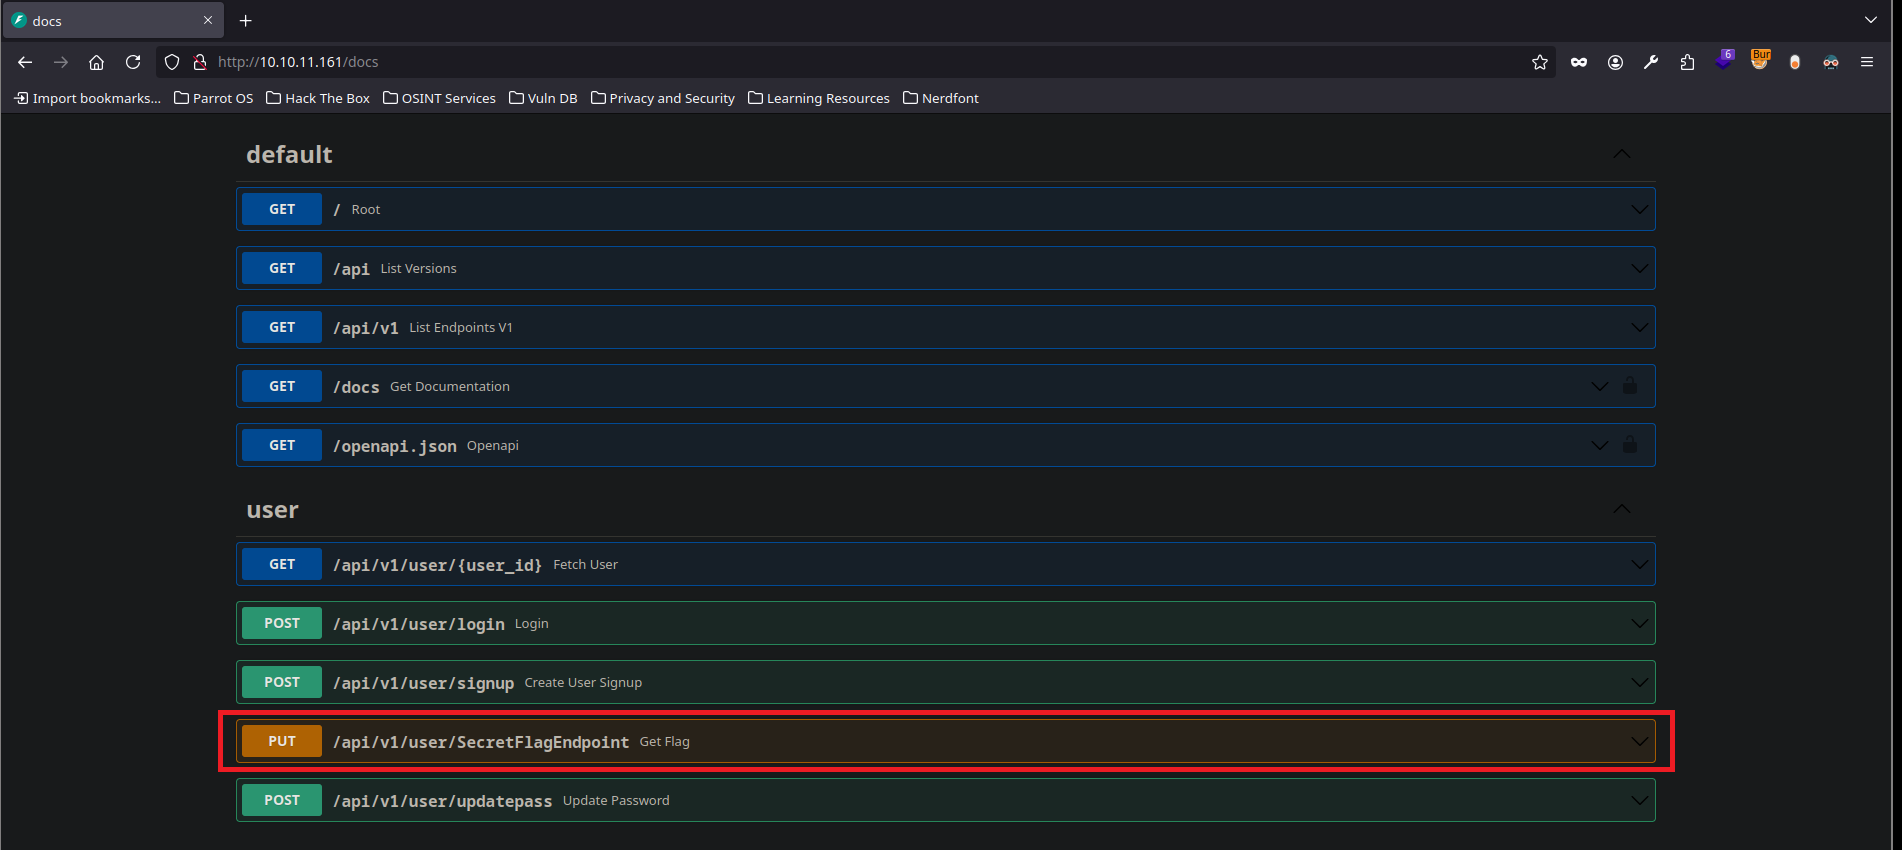 docs
http://10.10.11.161/docs
6
Bur
Import bookmarks... Parrot OS Hack The Box OSINT Services Vuln DB Privacy and Security Learning Resources Nerdfont
default
GET / Root
GET /api List Versions
GET /api/v1 List Endpoints V1
GET /docs Get Documentation
GET /openapi.json Openapi
user
GET /api/v1/user/{user_id} Fetch User
POST /api/v1/user/login Login
POST /api/v1/user/signup Create User Signup
PUT /api/v1/user/SecretFlagEndpoint Get Flag
POST /api/v1/user/updatepass Update Password